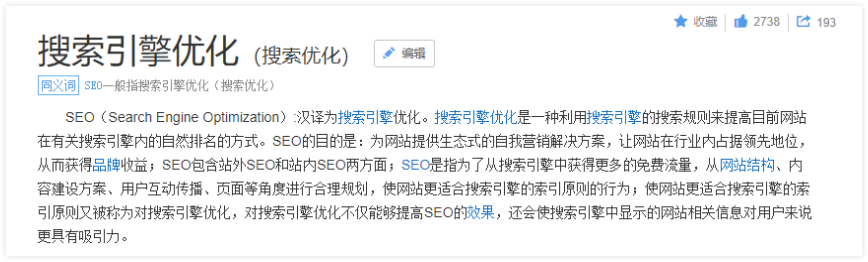 收藏 2738 193
搜索引擎优化（搜索优化） 编辑
同义词 SEO一般指搜索引擎优化（搜索优化）
SEO（Search Engine Optimization）:汉译为搜索引擎优化。搜索引擎优化是一种利用搜索引擎的搜索规则来提高目前网站
在有关搜索引擎内的自然排名的方式。SEO的目的是：为网站提供生态式的自我营销解决方案，让网站在行业内占据领先地位，
从而获得品牌收益；SEO包含站外SEO和站内SEO两方面；SEO是指为了从搜索引擎中获得更多的免费流量，从网站结构、内
容建设方案、用户互动传播、页面等角度进行合理规划，使网站更适合搜索引擎的索引原则的行为；使网站更适合搜索引擎的索
引原则又被称为对搜索引擎优化，对搜索引擎优化不仅能够提高SEO的效果，还会使搜索引擎中显示的网站相关信息对用户来说
更具有吸引力。